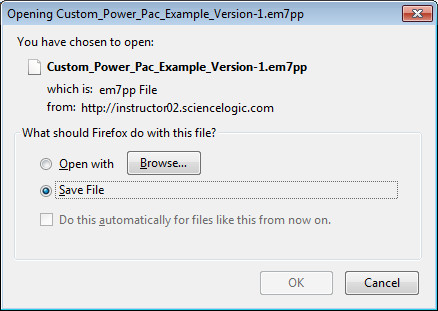 Opening Custom_Power_Pac_Example_Version-1.em7pp
You have chosen to open:
Custom_Power_Pac_Example_Version-1.em7pp
which is: em7pp File
from: http://instructor02.sciencelogic.com
What should Firefox do with this file?
Open with Browse...
Save File
Do this automatically for files like this from now on.
OK Cancel